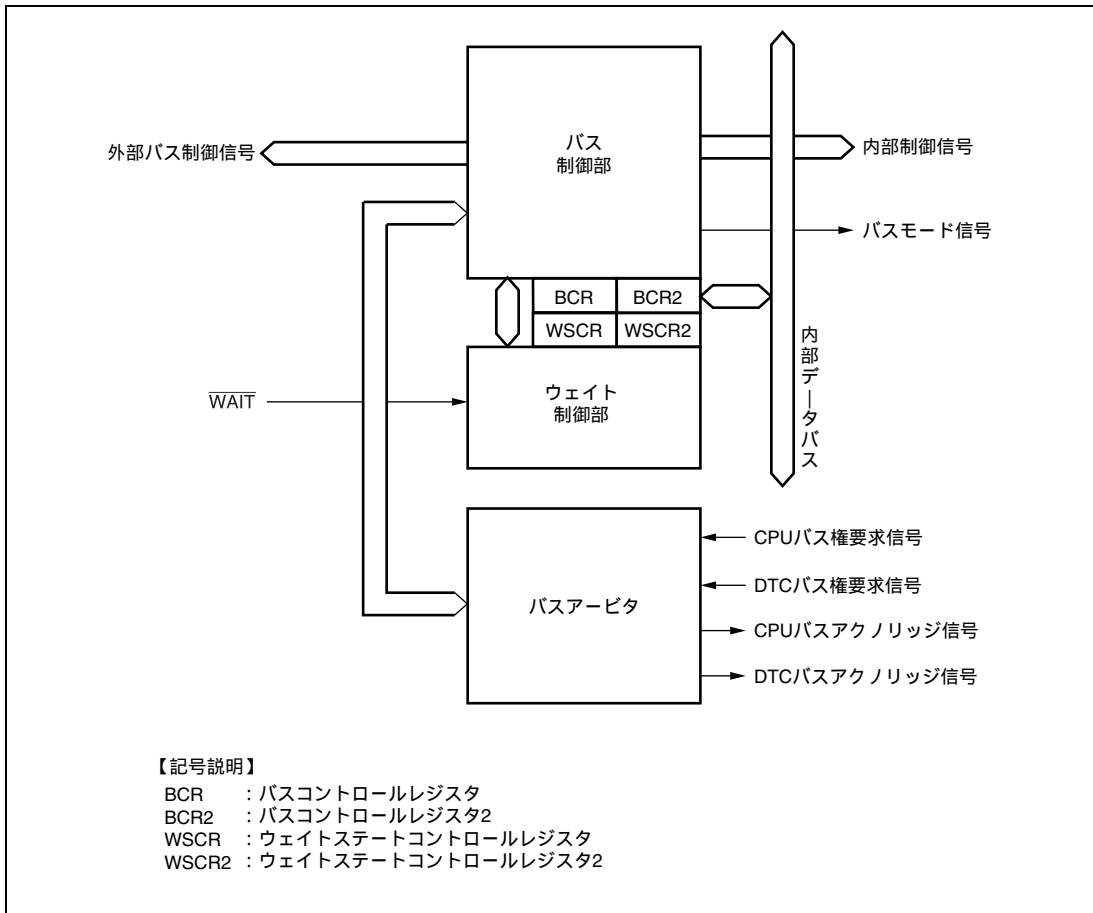 バス
制御部
外部バス制御信号
内部制御信号
バスモード信号
BCR BCR2
WSCR WSCR2
内部データバス
WAIT
ウェイト
制御部
CPUバス権要求信号
DTCバス権要求信号
バスアービタ
CPUバスアクノリッジ信号
DTCバスアクノリッジ信号
【記号説明】
BCR :バスコントロールレジスタ
BCR2 :バスコントロールレジスタ2
WSCR :ウェイトステートコントロールレジスタ
WSCR2 :ウェイトステートコントロールレジスタ2